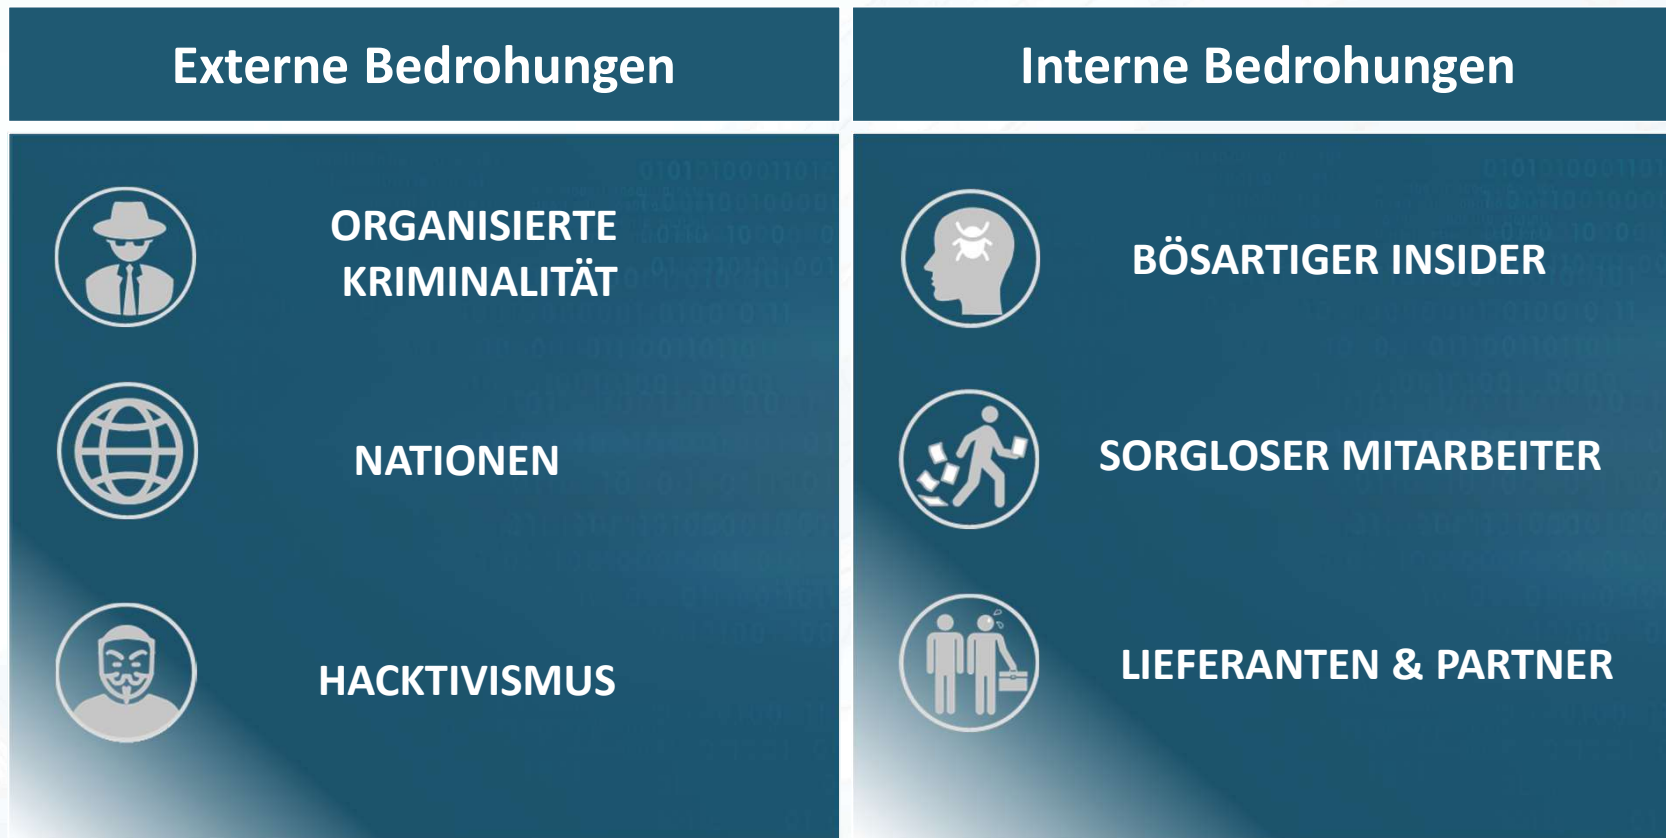 Externe Bedrohungen
ORGANISIERTE
KRIMINALITÄT
NATIONEN
HACKTIVISMUS
Interne Bedrohungen
BÖSARTIGER INSIDER
SORGLOSER MITARBEITER
LIEFERANTEN & PARTNER